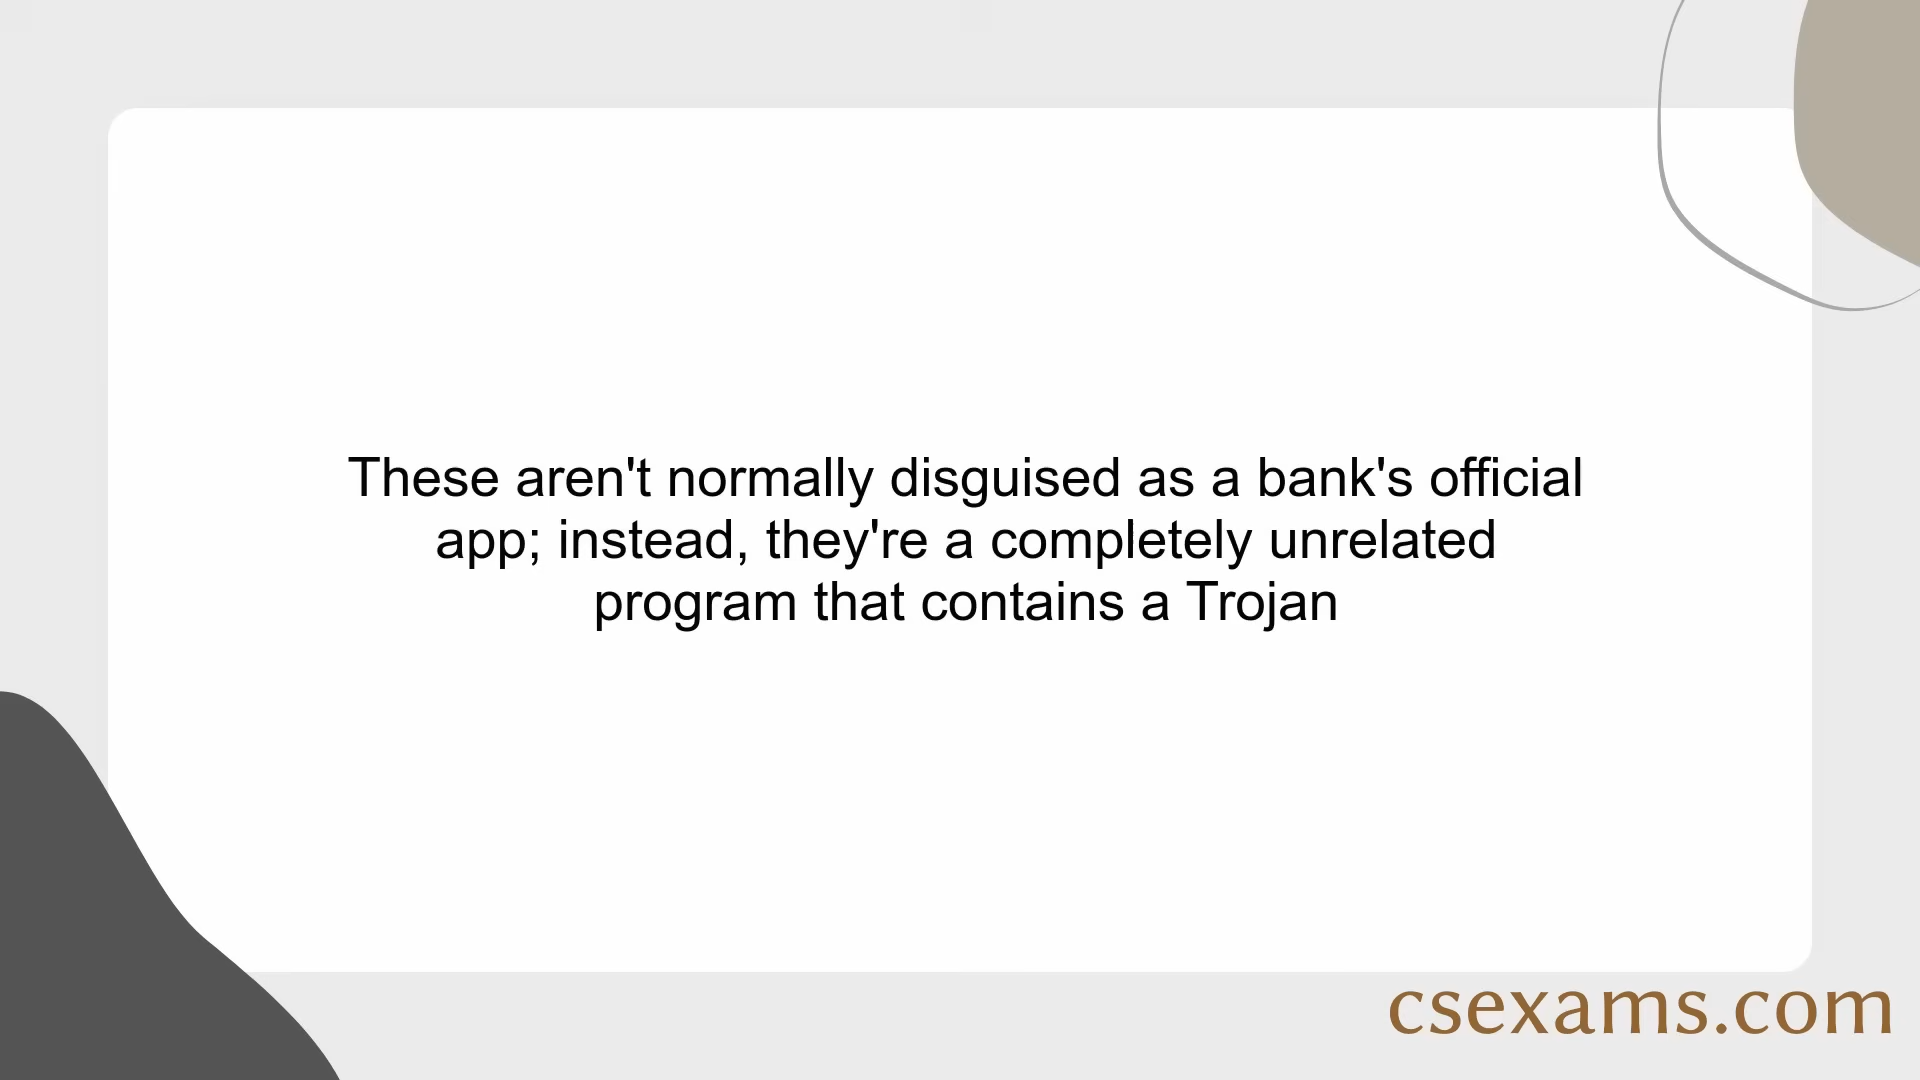 These aren't normally disguised as a bank's official
app; instead, they're a completely unrelated
program that contains a Trojan
csexams.com